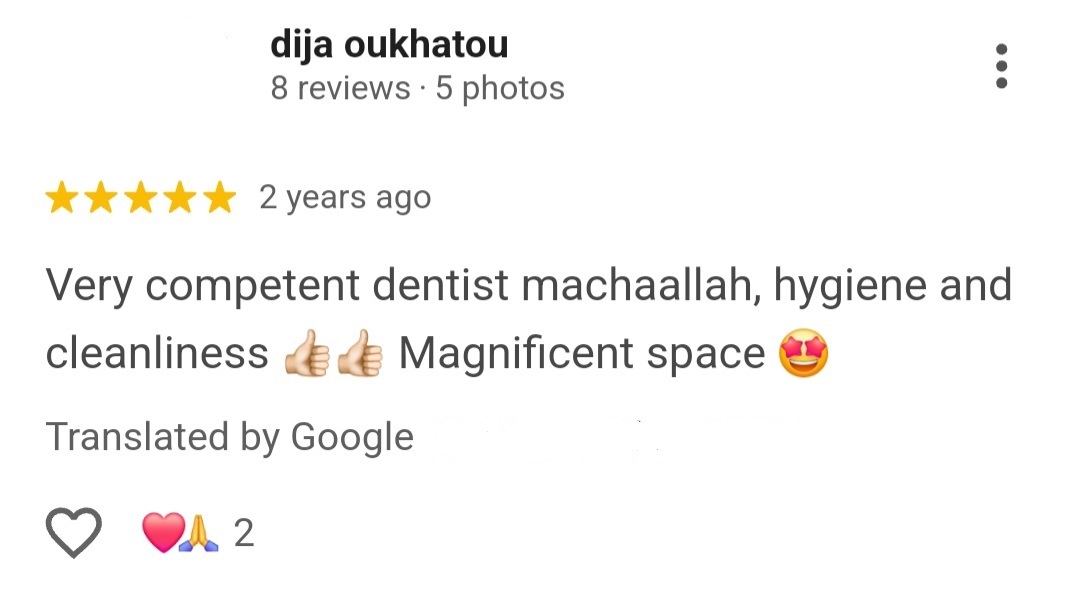 dija oukhatou
8 reviews · 5 photos
2 years ago
Very competent dentist machaallah, hygiene and
cleanliness 👍🏻👍🏻 Magnificent space 🤩
Translated by Google
❤️🙏 2